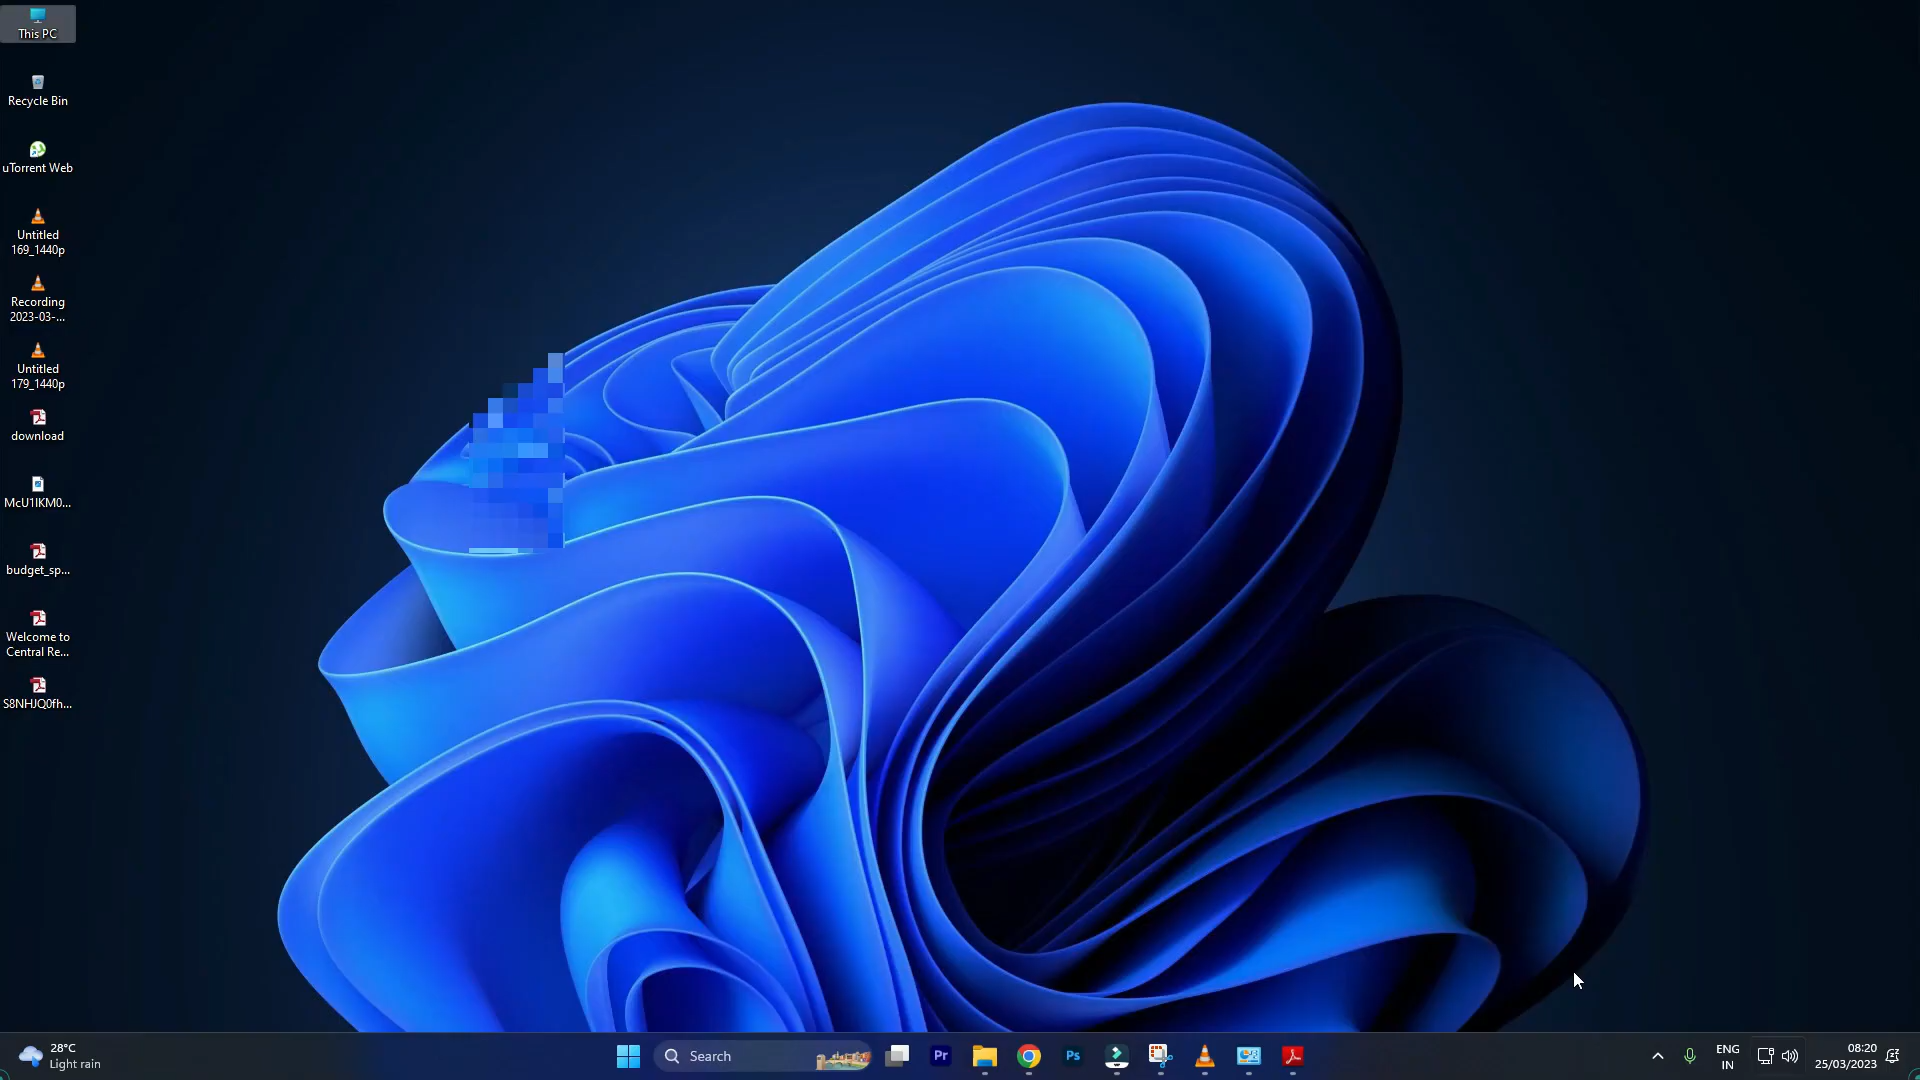 This PC
Recycle Bin
uTorrent Web
Untitled
169_1440p
Recording
2023-03-...
Untitled
179_1440p
download
McU1IKM0...
budget_sp...
Welcome to
Central Re...
S8NHJQ0fh...
28°C
Light rain
Search
Pr
Ps
ENG
IN
08:20
25/03/2023